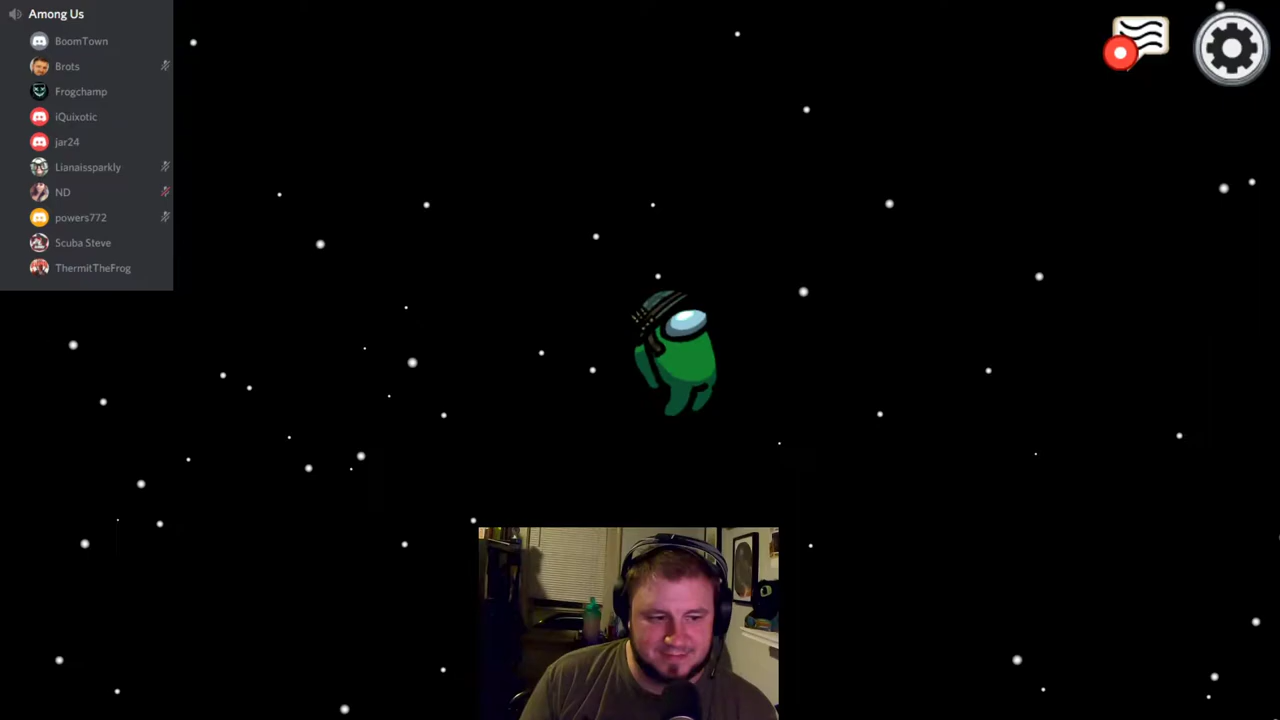 Among Us
BoomTown
Brots
Frogchamp
iQuixotic
jar24
Lianaissparkly
ND
powers772
Scuba Steve
ThermitTheFrog